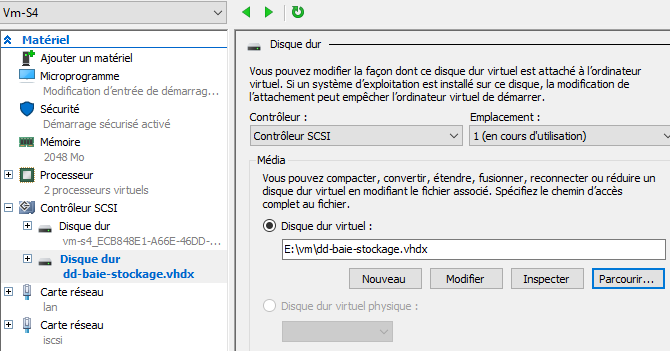 Vm-S4
Matériel
Ajouter un matériel
Microprogramme
Modification d'entrée de démarrag...
Sécurité
Démarrage sécurisé activé
Mémoire
2048 Mo
Processeur
2 processeurs virtuels
Contrôleur SCSI
Disque dur
vm-s4_ECB848E1-A66E-46DD-...
Disque dur
dd-baie-stockage.vhdx
Carte réseau
lan
Carte réseau
iscsi
Disque dur
Vous pouvez modifier la façon dont ce disque dur virtuel est attaché à l'ordinateur
virtuel. Si un système d'exploitation est installé sur ce disque, la modification de
l'attachement peut empêcher l'ordinateur virtuel de démarrer.
Contrôleur : Emplacement :
Contrôleur SCSI 1 (en cours d'utilisation)
Média
Vous pouvez compacter, convertir, étendre, fusionner, reconnecter ou réduire un
disque dur virtuel en modifiant le fichier associé. Spécifiez le chemin d'accès
complet au fichier.
Disque dur virtuel :
E:\vm\dd-baie-stockage.vhdx
Nouveau Modifier Inspecter Parcourir...
Disque dur virtuel physique :